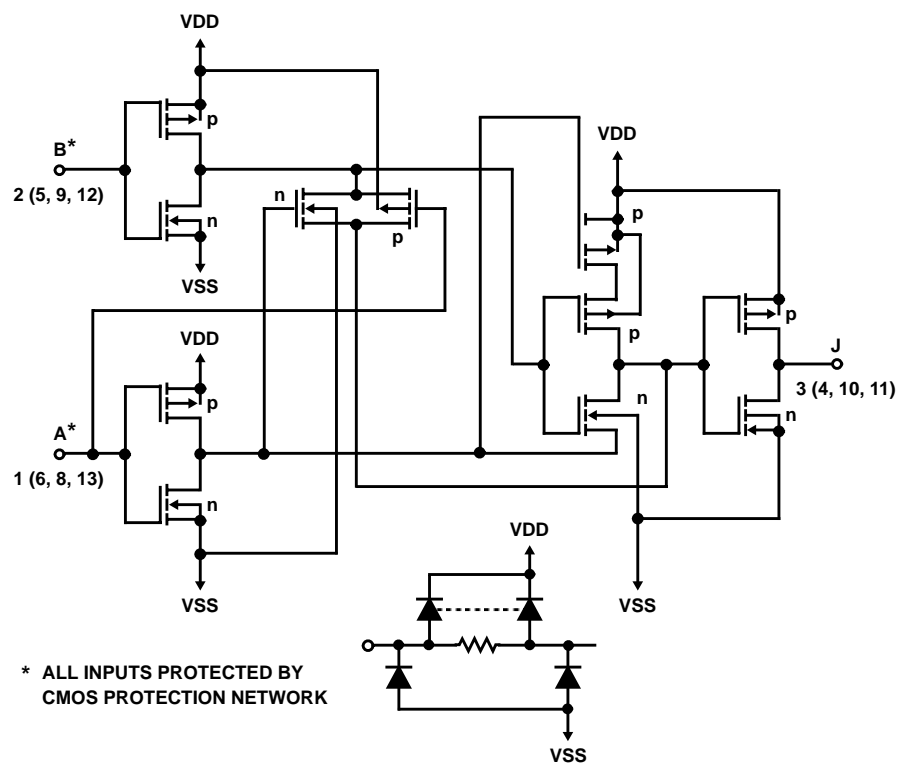 VDD
p
B*
2 (5, 9, 12)
n
VSS
n
p
VDD
p
A*
1 (6, 8, 13)
n
VSS
VDD
p
p
n
VSS
p
J
3 (4, 10, 11)
n
VDD
VSS
* ALL INPUTS PROTECTED BY
CMOS PROTECTION NETWORK